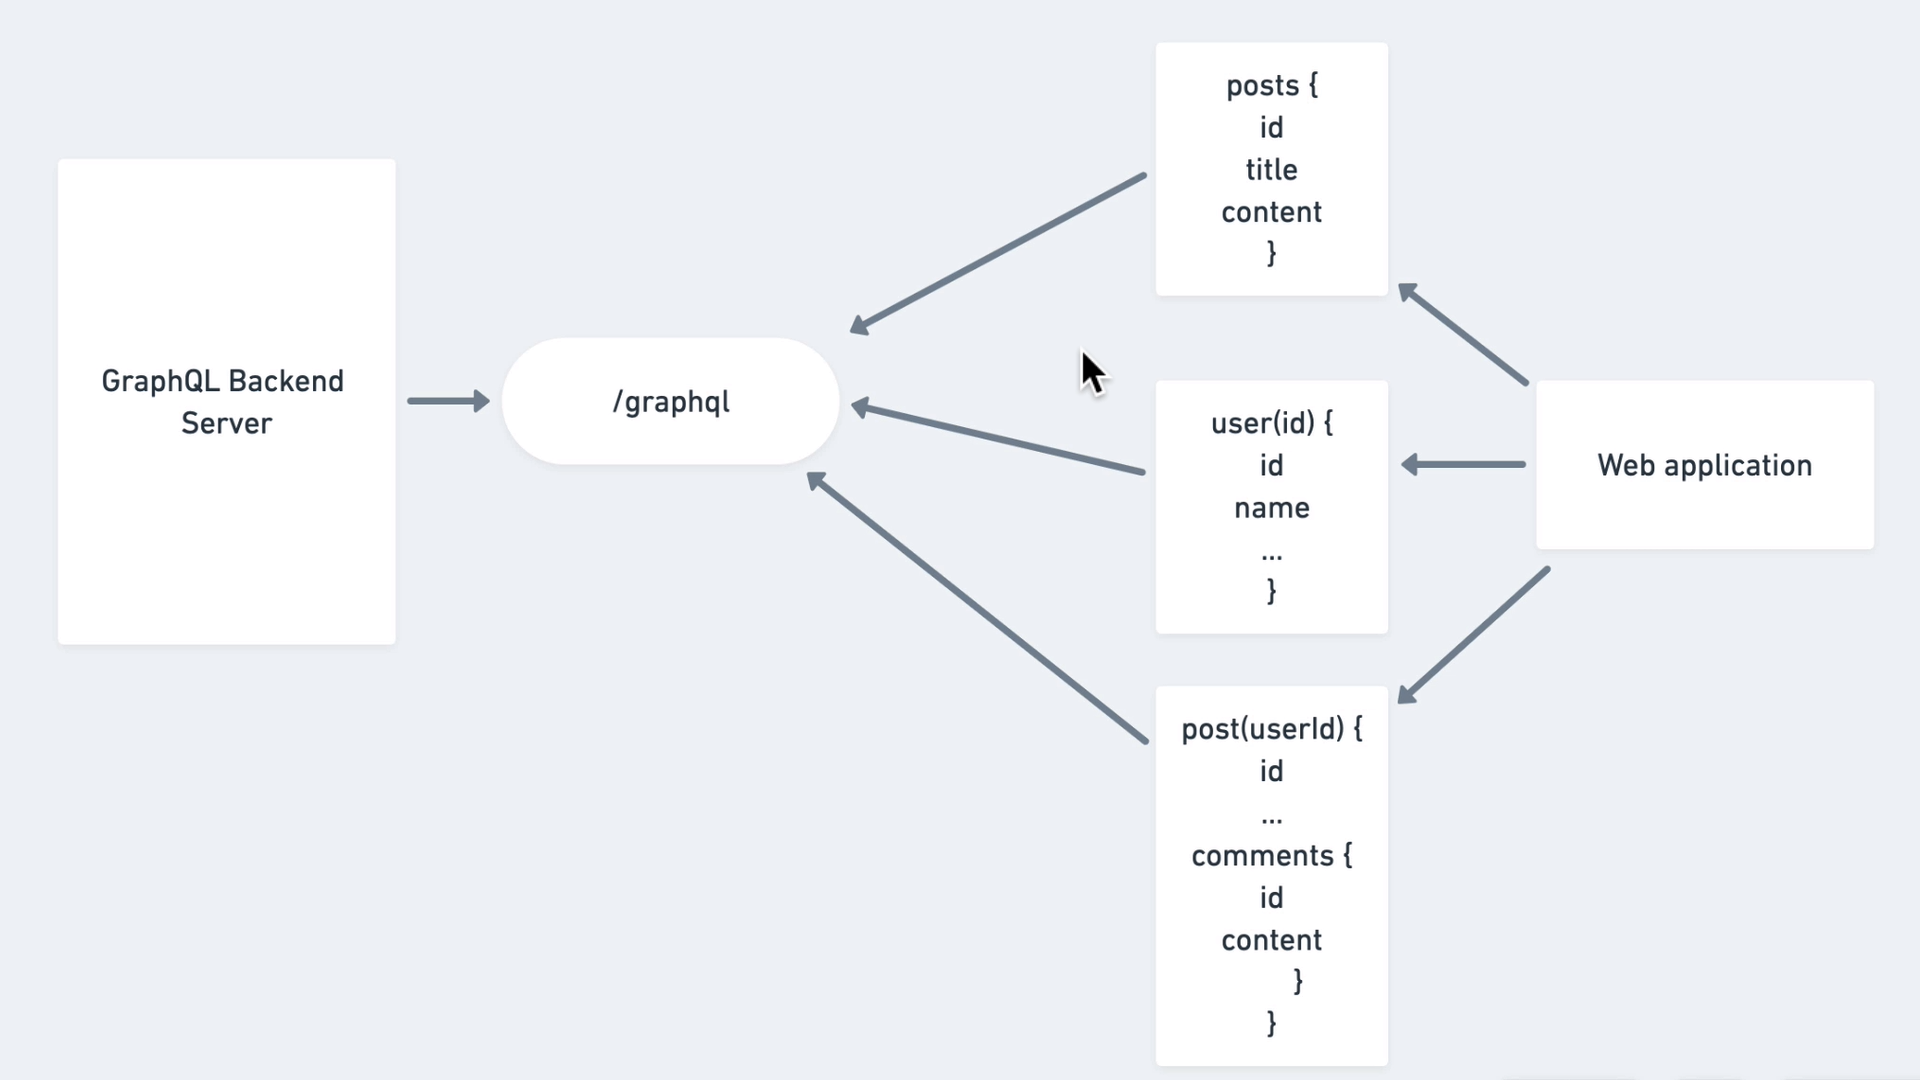 GraphQL Backend
Server
/graphql
posts {
id
title
content
}
user(id) {
id
name
...
}
post(userId) {
id
...
comments {
id
content
}
}
Web application